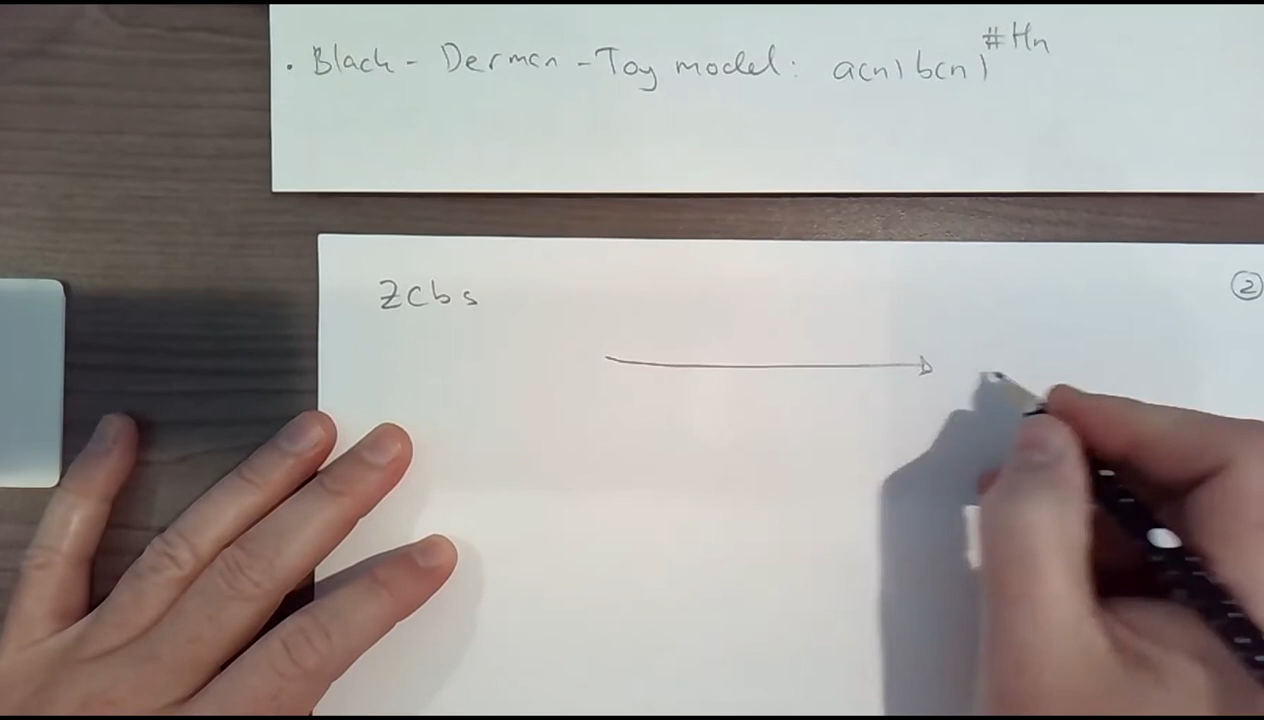 . Black - Derman - Toy model: a(n) b(n)^#Hn
Zcbs
②